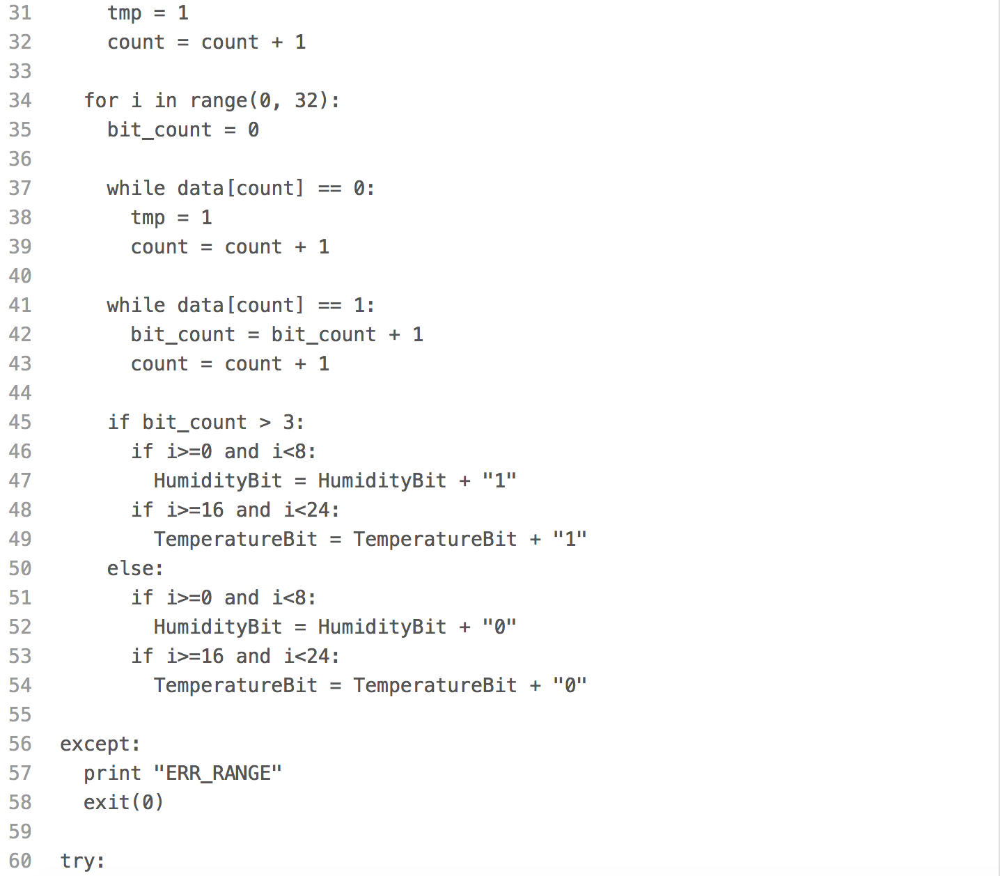 31 tmp = 1
32 count = count + 1
33
34 for i in range(0, 32):
35 bit_count = 0
36
37 while data[count] == 0:
38 tmp = 1
39 count = count + 1
40
41 while data[count] == 1:
42 bit_count = bit_count + 1
43 count = count + 1
44
45 if bit_count > 3:
46 if i>=0 and i<8:
47 HumidityBit = HumidityBit + "1"
48 if i>=16 and i<24:
49 TemperatureBit = TemperatureBit + "1"
50 else:
51 if i>=0 and i<8:
52 HumidityBit = HumidityBit + "0"
53 if i>=16 and i<24:
54 TemperatureBit = TemperatureBit + "0"
55
56 except:
57 print "ERR_RANGE"
58 exit(0)
59
60 try: